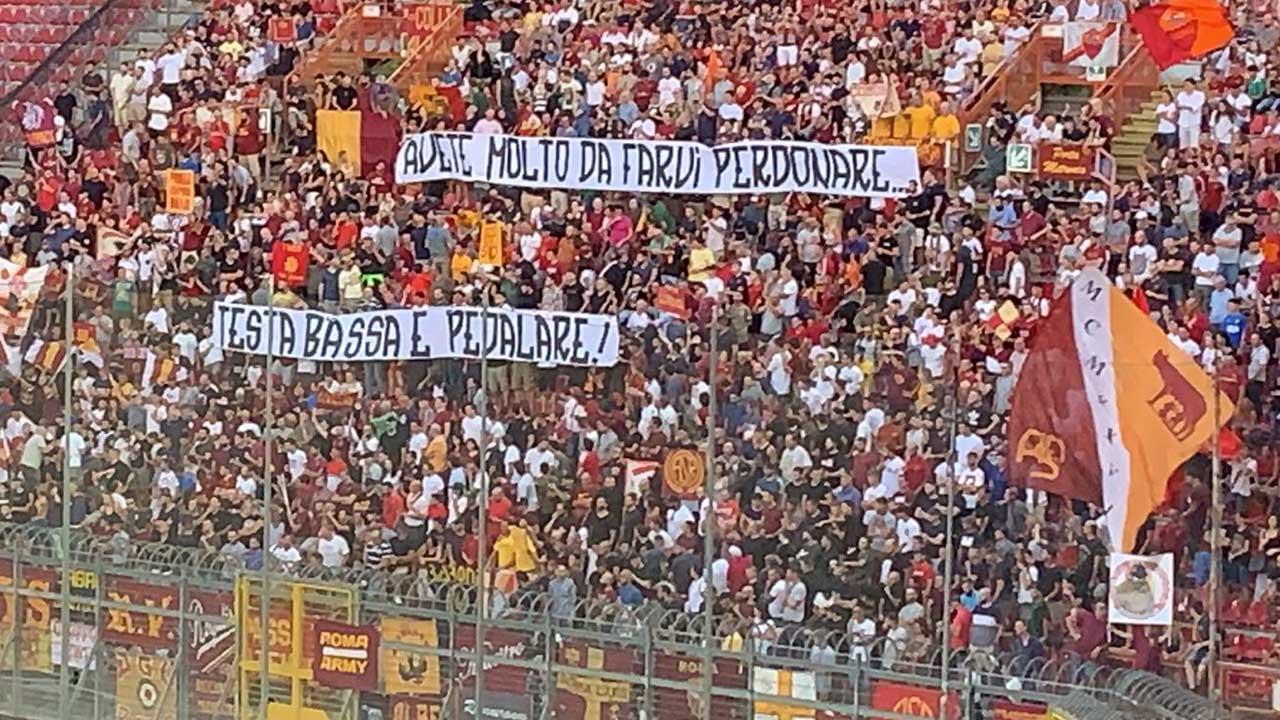 AVETE MOLTO DA FARVI PERDONARE...
TESTA BASSA E PEDALARE!
ROMA
ARMY